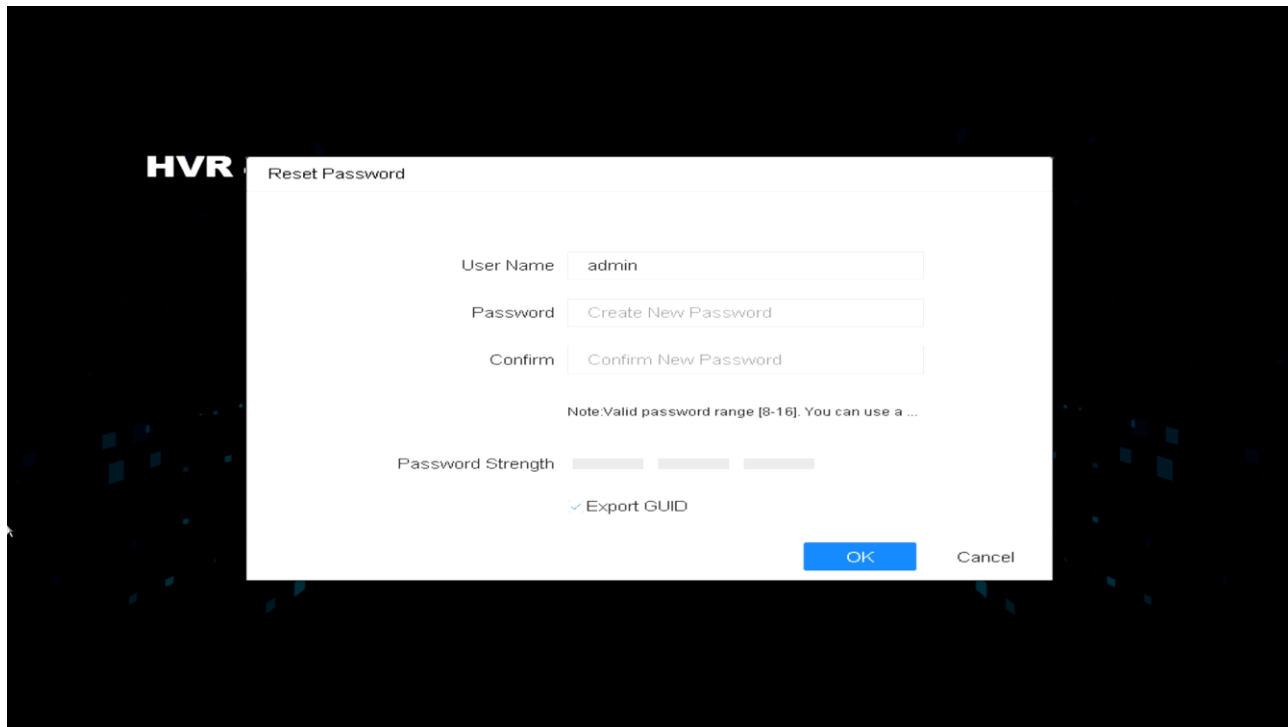 HVR
Reset Password
User Name admin
Password Create New Password
Confirm Confirm New Password
Note:Valid password range [8-16]. You can use a ...
Password Strength
Export GUID
OK Cancel